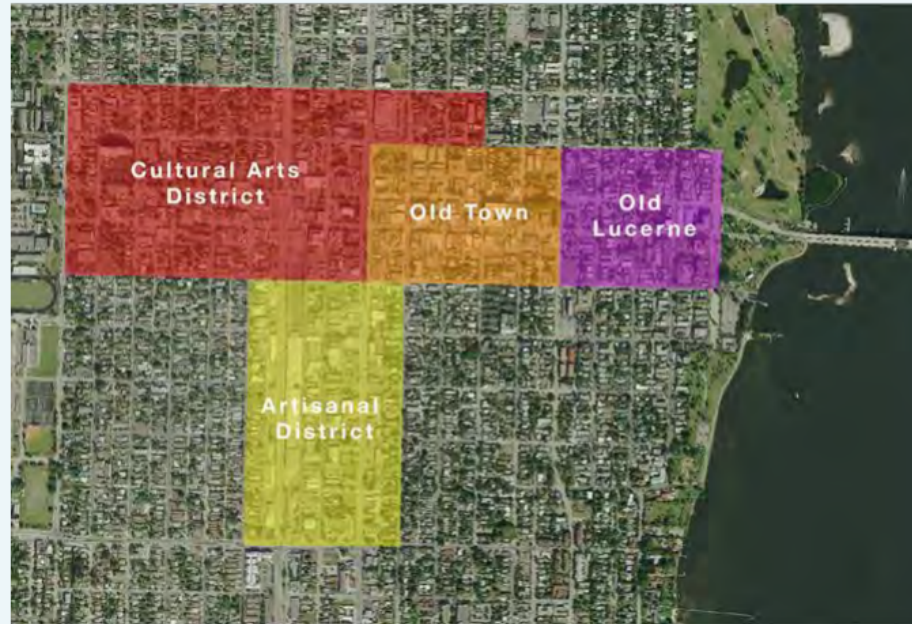 Cultural Arts
District
Old Town
Old
Lucerne
Artisanal
District